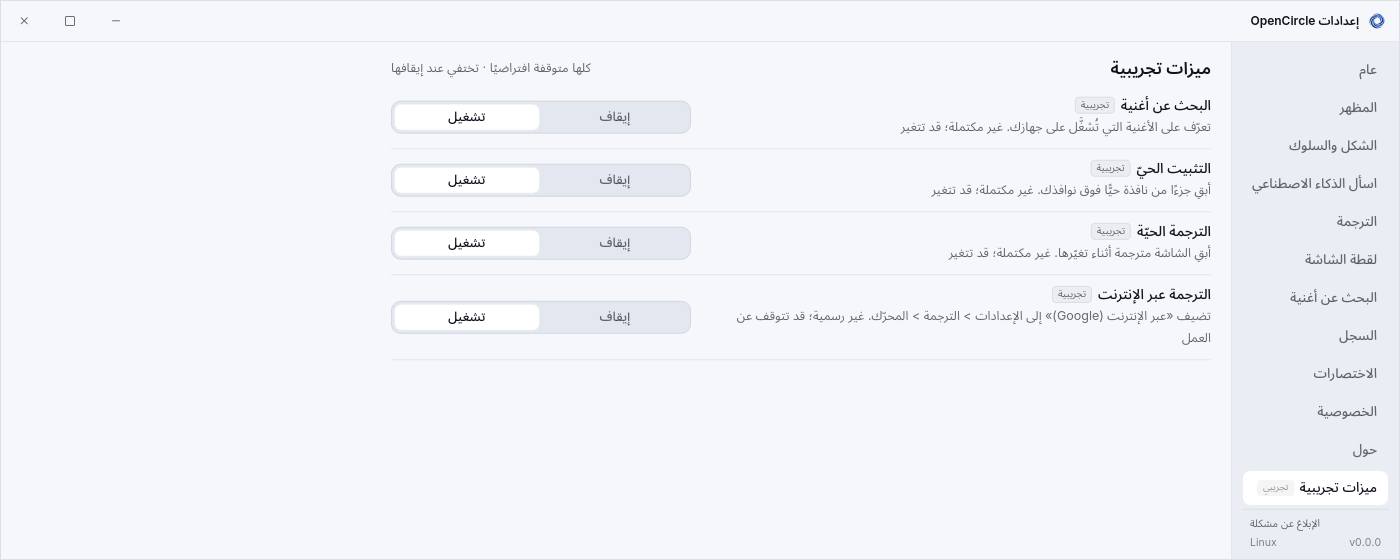 إعدادات OpenCircle
عام
المظهر
الشكل والسلوك
اسأل الذكاء الاصطناعي
الترجمة
لقطة الشاشة
البحث عن أغنية
السجل
الاختصارات
الخصوصية
حول
ميزات تجريبية تجريبي
الإبلاغ عن مشكلة
v0.0.0 Linux
ميزات تجريبية
كلها متوقفة افتراضيًا · تختفي عند إيقافها
البحث عن أغنية تجريبية
تعرّف على الأغنية التي تُشغَّل على جهازك. غير مكتملة؛ قد تتغير
إيقاف تشغيل
التثبيت الحيّ تجريبية
أبقِ جزءًا من نافذة حيًّا فوق نوافذك. غير مكتملة؛ قد تتغير
إيقاف تشغيل
الترجمة الحيّة تجريبية
أبقِ الشاشة مترجمة أثناء تغيّرها. غير مكتملة؛ قد تتغير
إيقاف تشغيل
الترجمة عبر الإنترنت تجريبية
تضيف «عبر الإنترنت (Google)» إلى الإعدادات > الترجمة > المحرّك. غير رسمية؛ قد تتوقف عن
العمل
إيقاف تشغيل